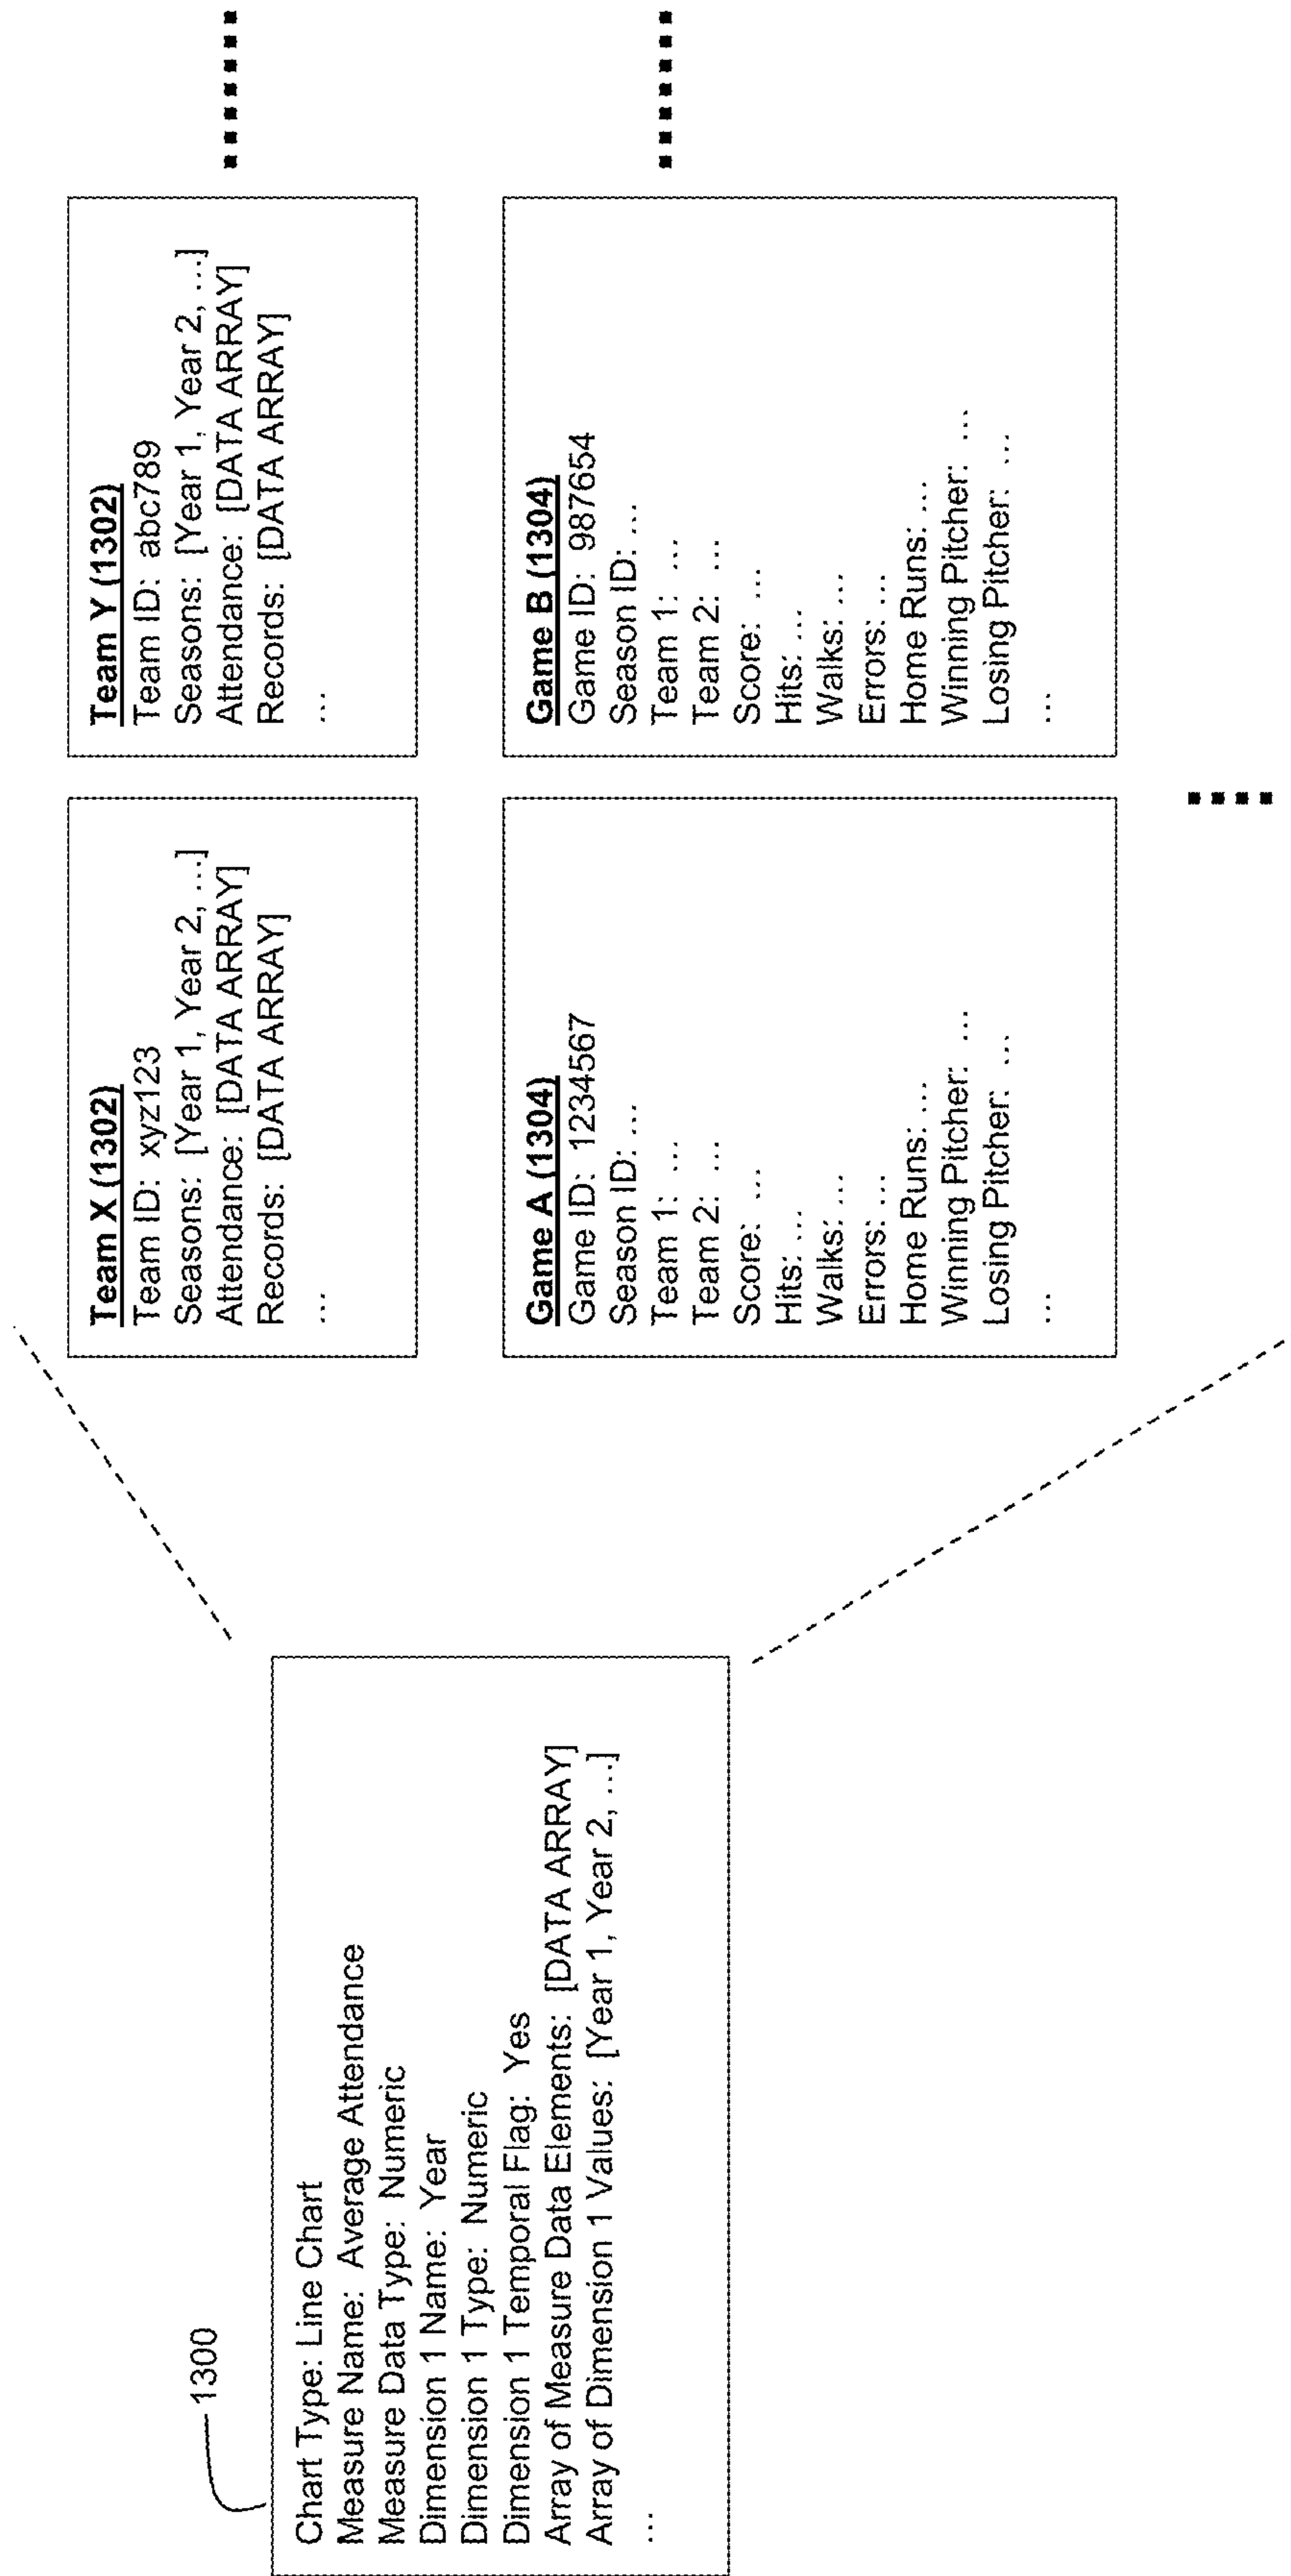 1300
Chart Type: Line Chart
Measure Name: Average Attendance
Measure Data Type: Numeric
Dimension 1 Name: Year
Dimension 1 Type: Numeric
Dimension 1 Temporal Flag: Yes
Array of Measure Data Elements: [DATA ARRAY]
Array of Dimension 1 Values: [Year 1, Year 2, ...]
...
Team X (1302)
Team ID: xyz123
Seasons: [Year 1, Year 2, ...]
Attendance: [DATA ARRAY]
Records: [DATA ARRAY]
...
Team Y (1302)
Team ID: abc789
Seasons: [Year 1, Year 2, ...]
Attendance: [DATA ARRAY]
Records: [DATA ARRAY]
...
Game A (1304)
Game ID: 1234567
Season ID: ...
Team 1: ...
Team 2: ...
Score: ...
Hits: ...
Walks: ...
Errors: ...
Home Runs: ...
Winning Pitcher: ...
Losing Pitcher: ...
...
Game B (1304)
Game ID: 987654
Season ID: ...
Team 1: ...
Team 2: ...
Score: ...
Hits: ...
Walks: ...
Errors: ...
Home Runs: ...
Winning Pitcher: ...
Losing Pitcher: ...
...